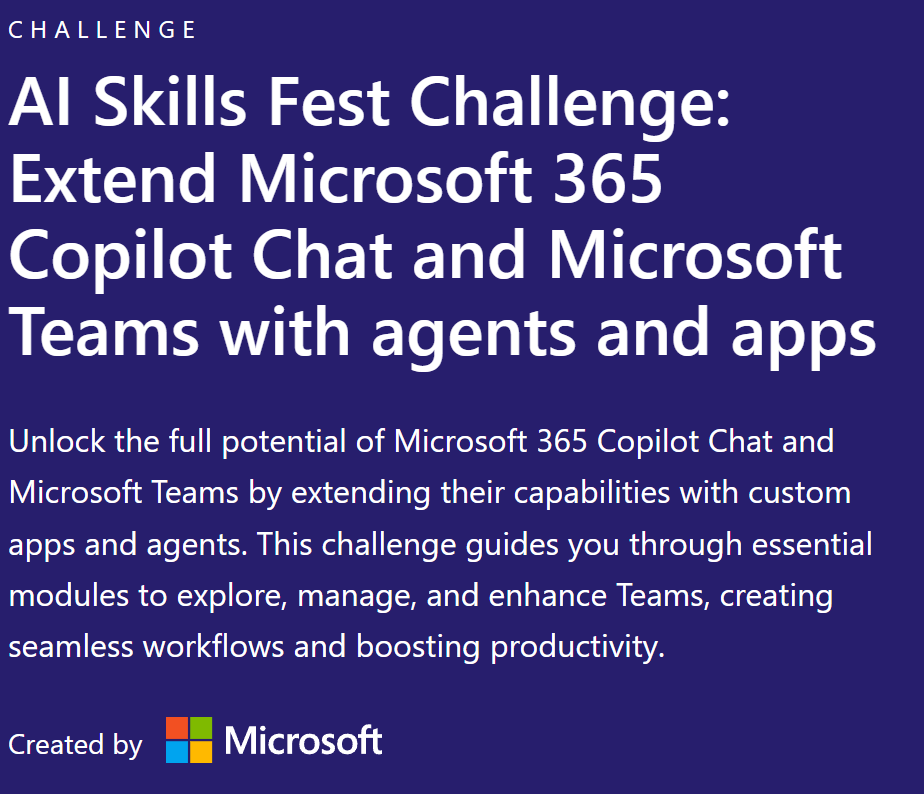 CHALLENGE
AI Skills Fest Challenge:
Extend Microsoft 365
Copilot Chat and Microsoft
Teams with agents and apps
Unlock the full potential of Microsoft 365 Copilot Chat and
Microsoft Teams by extending their capabilities with custom
apps and agents. This challenge guides you through essential
modules to explore, manage, and enhance Teams, creating
seamless workflows and boosting productivity.
Created by Microsoft